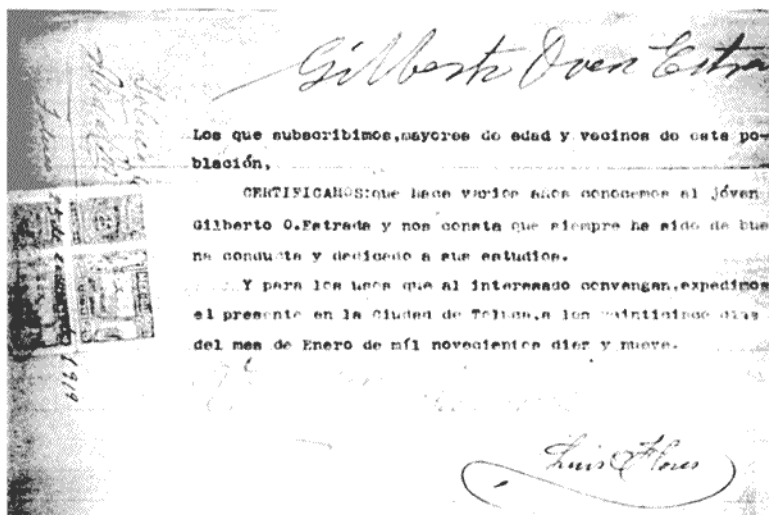 Gilberto Owen Estra
Los que subscribimos,mayores de edad y vecinos de esta po-
blación,
CERTIFICAMOS:que hace varios años conocemos al jóven
Gilberto O.Estrada y nos consta que siempre ha sido de bue
na conducta y dedicado a sus estudios.
Y para los usos que al interesado convengan,expedimos
el presente en la Ciudad de Toluca,a los veinticinco dias
del mes de Enero de mil novecientos diez y nueve.
Luis Flores
1919